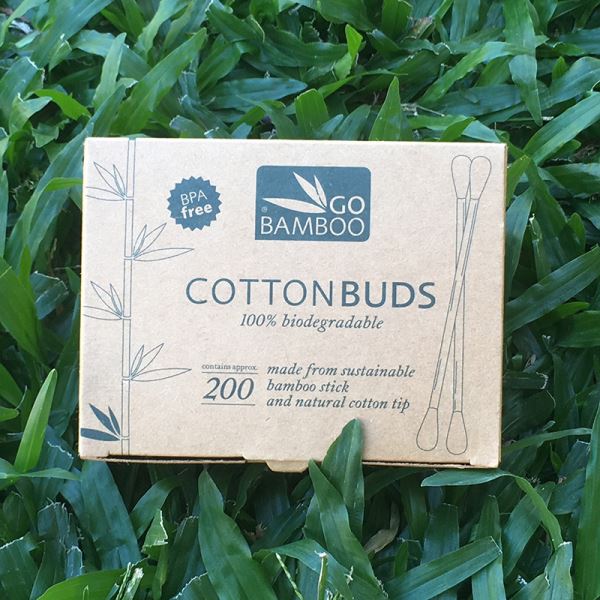 BPA
free
GO
® BAMBOO
COTTONBUDS
100% biodegradable
contains approx.
200
made from sustainable
bamboo stick
and natural cotton tip